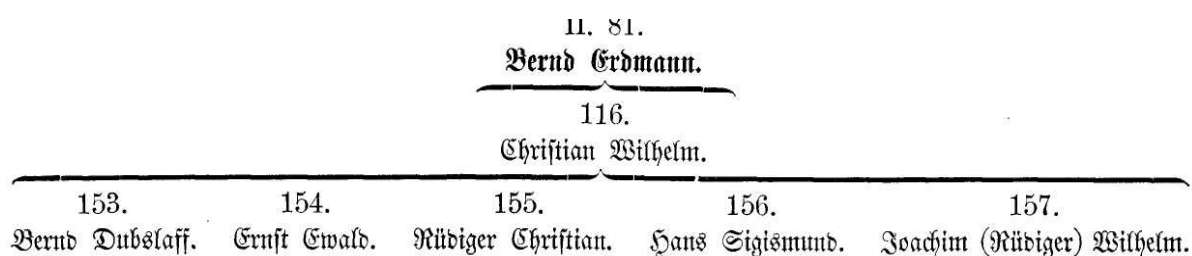 II. 81.
Bernd Erdmann.
116.
Christian Wilhelm.
153. 154. 155. 156. 157.
Bernd Dubslaff. Ernst Ewald. Rüdiger Christian. Hans Sigismund. Joachim (Rüdiger) Wilhelm.